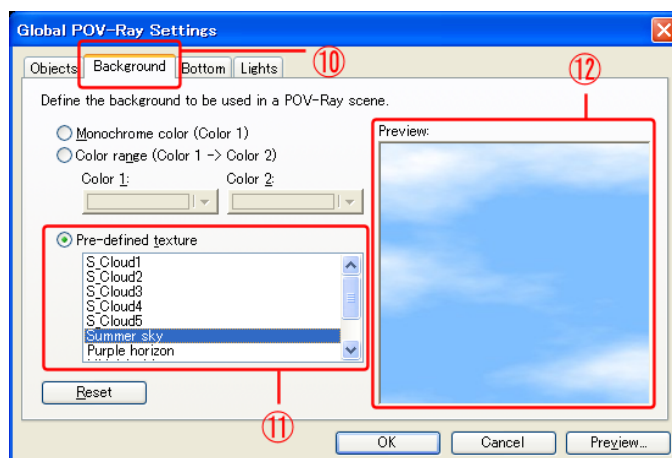 Global POV-Ray Settings
⑩
⑫
Objects Background Bottom Lights
Define the background to be used in a POV-Ray scene.
Monochrome color (Color 1)
Color range (Color 1 -> Color 2)
Color 1: Color 2:
Preview:
Pre-defined texture
S_Cloud1
S_Cloud2
S_Cloud3
S_Cloud4
S_Cloud5
Summer sky
Purple horizon
Reset
⑪
OK Cancel Preview...